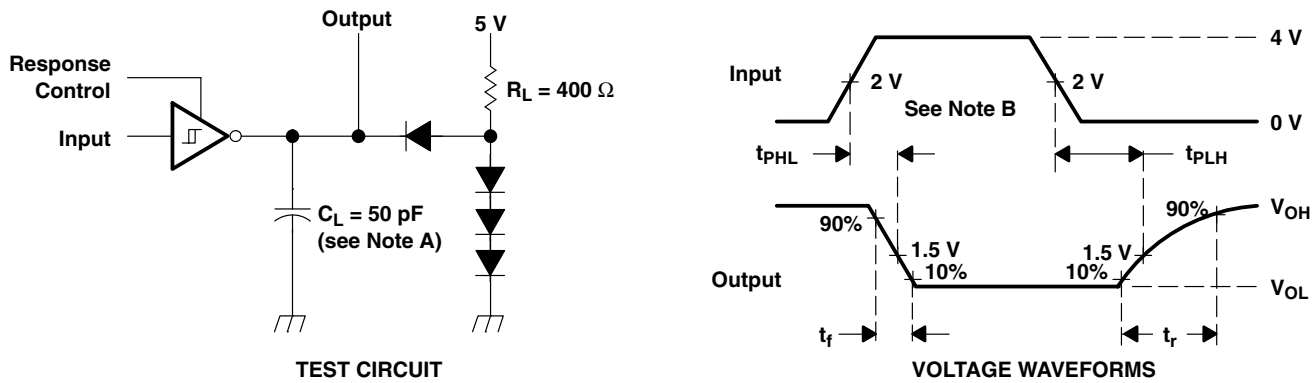 Output
5 V
Response
Control
R_L = 400 Ω
Input
C_L = 50 pF
(see Note A)
TEST CIRCUIT
4 V
Input
2 V
2 V
See Note B
0 V
t_PHL
t_PLH
90%
90%
V_OH
1.5 V
1.5 V
10%
10%
Output
V_OL
t_f
t_r
VOLTAGE WAVEFORMS